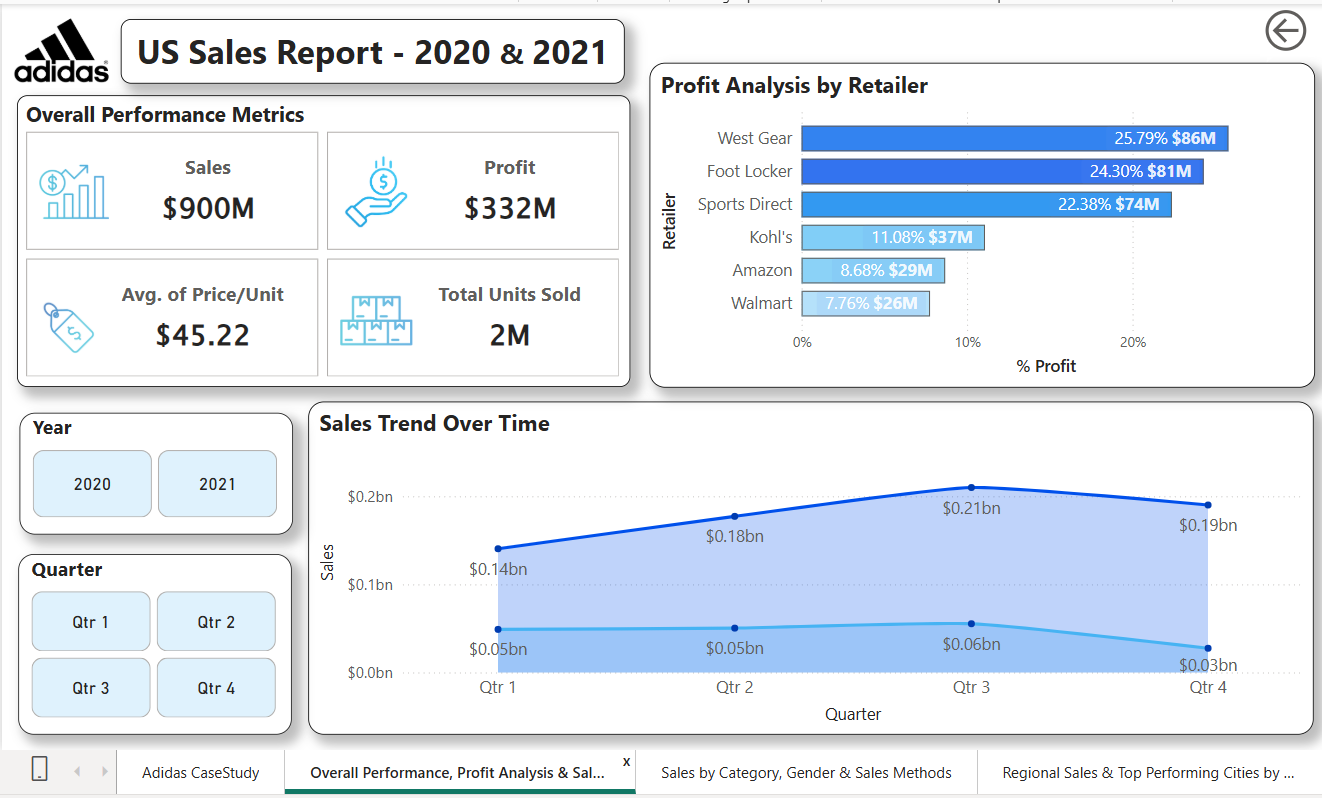 adidas
US Sales Report - 2020 & 2021
Overall Performance Metrics
Sales
$900M
Profit
$332M
Avg. of Price/Unit
$45.22
Total Units Sold
2M
Profit Analysis by Retailer
Retailer
West Gear
25.79% $86M
Foot Locker
24.30% $81M
Sports Direct
22.38% $74M
Kohl's
11.08% $37M
Amazon
8.68% $29M
Walmart
7.76% $26M
0%
10%
20%
% Profit
Year
2020
2021
Quarter
Qtr 1
Qtr 2
Qtr 3
Qtr 4
Sales Trend Over Time
Sales
$0.2bn
$0.1bn
$0.0bn
$0.14bn
$0.18bn
$0.21bn
$0.19bn
$0.05bn
$0.05bn
$0.06bn
$0.03bn
Qtr 1
Qtr 2
Qtr 3
Qtr 4
Quarter
Adidas CaseStudy
Overall Performance, Profit Analysis & Sal...
x
Sales by Category, Gender & Sales Methods
Regional Sales & Top Performing Cities by ...